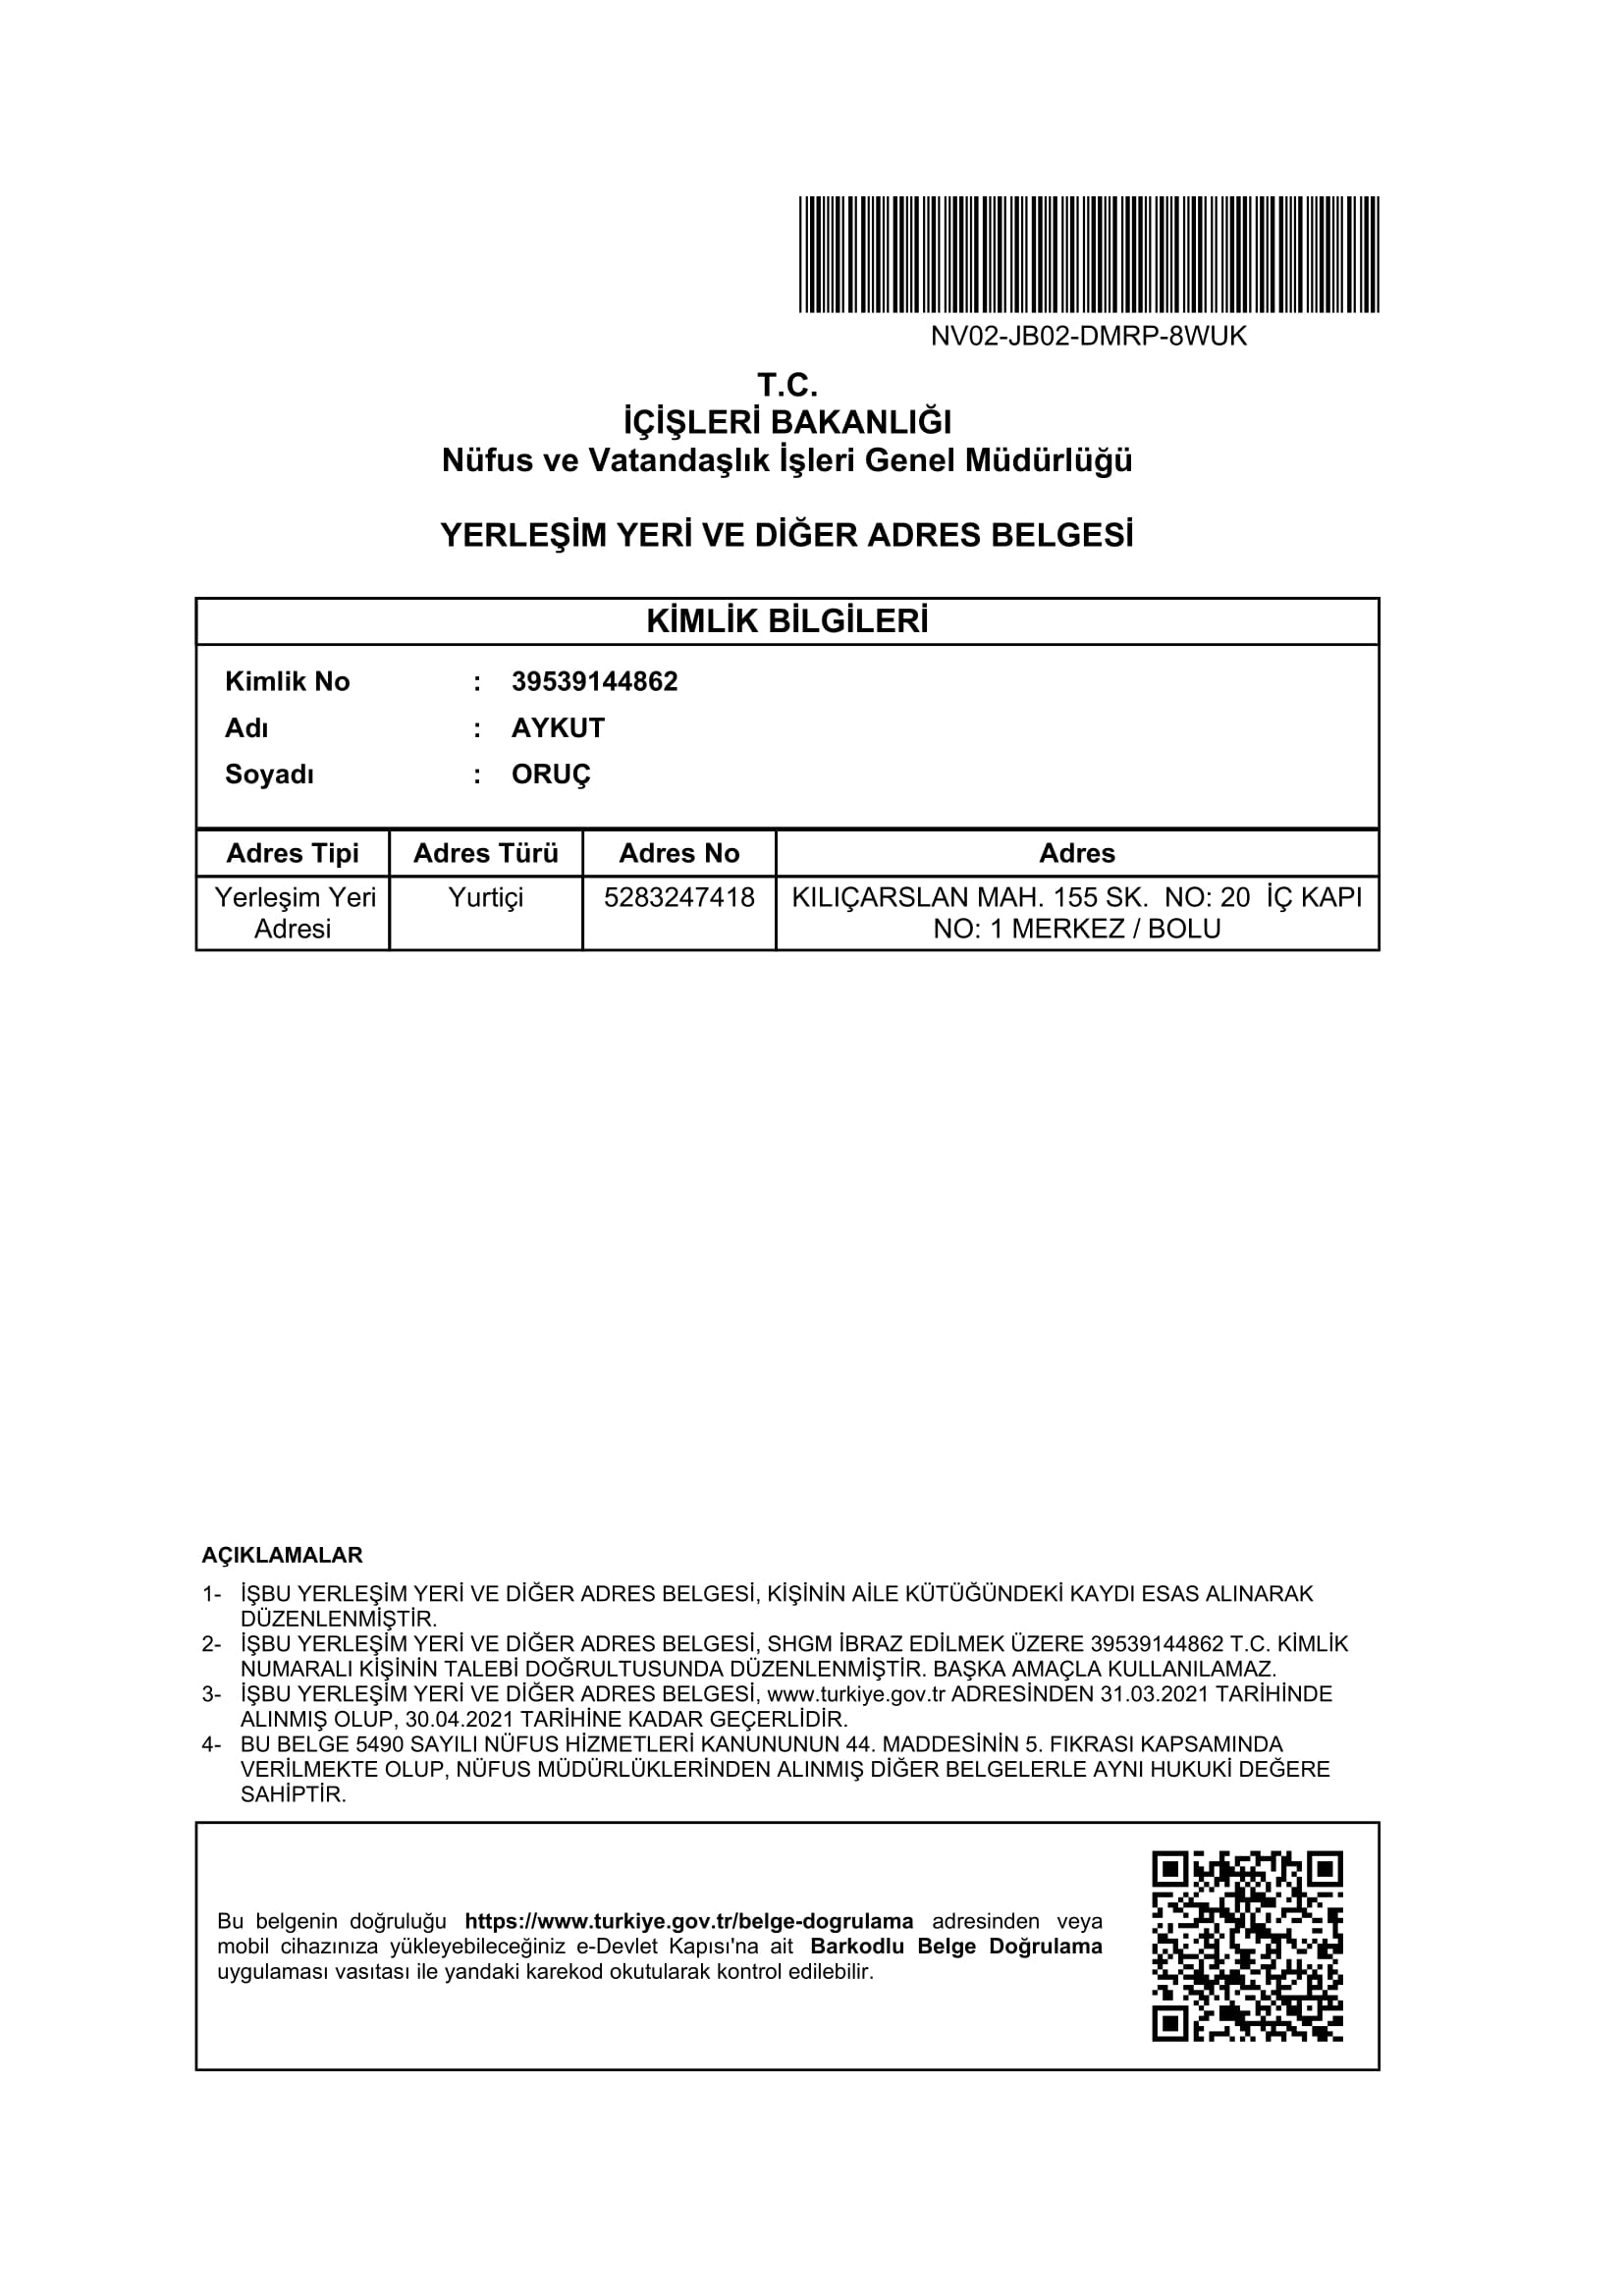 NV02-JB02-DMRP-8WUK
T.C.
İÇİŞLERİ BAKANLIĞI
Nüfus ve Vatandaşlık İşleri Genel Müdürlüğü
YERLEŞİM YERİ VE DİĞER ADRES BELGESİ
KİMLİK BİLGİLERİ
Kimlik No : 39539144862
Adı : AYKUT
Soyadı : ORUÇ
Adres Tipi Adres Türü Adres No Adres
Yerleşim Yeri Yurtiçi 5283247418 KILIÇARSLAN MAH. 155 SK. NO: 20 İÇ KAPI
Adresi NO: 1 MERKEZ / BOLU
AÇIKLAMALAR
1- İŞBU YERLEŞİM YERİ VE DİĞER ADRES BELGESİ, KİŞİNİN AİLE KÜTÜĞÜNDEKİ KAYDI ESAS ALINARAK
DÜZENLENMİŞTİR.
2- İŞBU YERLEŞİM YERİ VE DİĞER ADRES BELGESİ, SHGM İBRAZ EDİLMEK ÜZERE 39539144862 T.C. KİMLİK
NUMARALI KİŞİNİN TALEBİ DOĞRULTUSUNDA DÜZENLENMİŞTİR. BAŞKA AMAÇLA KULLANILAMAZ.
3- İŞBU YERLEŞİM YERİ VE DİĞER ADRES BELGESİ, www.turkiye.gov.tr ADRESİNDEN 31.03.2021 TARİHİNDE
ALINMIŞ OLUP, 30.04.2021 TARİHİNE KADAR GEÇERLİDİR.
4- BU BELGE 5490 SAYILI NÜFUS HİZMETLERİ KANUNUNUN 44. MADDESİNİN 5. FIKRASI KAPSAMINDA
VERİLMEKTE OLUP, NÜFUS MÜDÜRLÜKLERİNDEN ALINMIŞ DİĞER BELGELERLE AYNI HUKUKİ DEĞERE
SAHİPTİR.
Bu belgenin doğruluğu https://www.turkiye.gov.tr/belge-dogrulama adresinden veya
mobil cihazınıza yükleyebileceğiniz e-Devlet Kapısı'na ait Barkodlu Belge Doğrulama
uygulaması vasıtası ile yandaki karekod okutularak kontrol edilebilir.